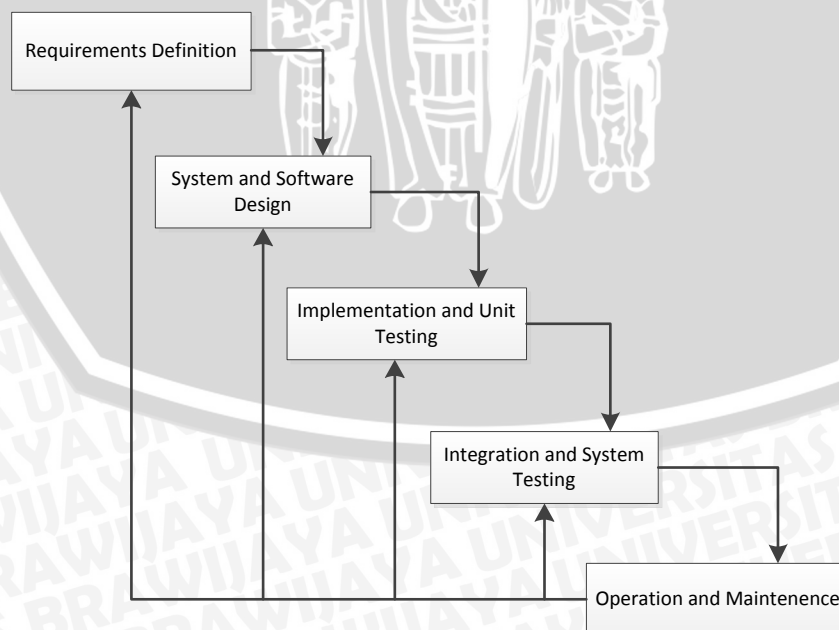 Requirements Definition
System and Software
Design
Implementation and Unit
Testing
Integration and System
Testing
Operation and Maintenence